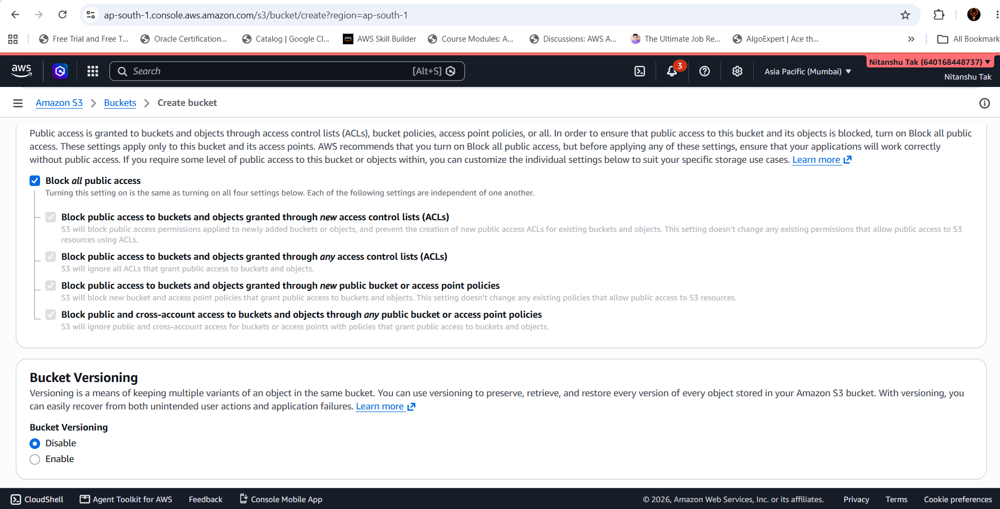 ap-south-1.console.aws.amazon.com/s3/bucket/create?region=ap-south-1
Free Trial and Free T...
Oracle Certification...
Catalog | Google Cl...
aws
AWS Skill Builder
Course Modules: A...
Discussions: AWS A...
The Ultimate Job Re...
AlgoExpert | Ace th...
»
All Bookmark
aws
Search
[Alt+S]
3
Asia Pacific (Mumbai)
Nitanshu Tak (640168448737)
Nitanshu Tak
Amazon S3
Buckets
Create bucket
Public access is granted to buckets and objects through access control lists (ACLs), bucket policies, access point policies, or all. In order to ensure that public access to this bucket and its objects is blocked, turn on Block all public
access. These settings apply only to this bucket and its access points. AWS recommends that you turn on Block all public access, but before applying any of these settings, ensure that your applications will work correctly
without public access. If you require some level of public access to this bucket or objects within, you can customize the individual settings below to suit your specific storage use cases. Learn more
Block all public access
Turning this setting on is the same as turning on all four settings below. Each of the following settings are independent of one another.
Block public access to buckets and objects granted through new access control lists (ACLs)
S3 will block public access permissions applied to newly added buckets or objects, and prevent the creation of new public access ACLs for existing buckets and objects. This setting doesn't change any existing permissions that allow public access to S3
resources using ACLs.
Block public access to buckets and objects granted through any access control lists (ACLs)
S3 will ignore all ACLs that grant public access to buckets and objects.
Block public access to buckets and objects granted through new public bucket or access point policies
S3 will block new bucket and access point policies that grant public access to buckets and objects. This setting doesn't change any existing policies that allow public access to S3 resources.
Block public and cross-account access to buckets and objects through any public bucket or access point policies
S3 will ignore public and cross-account access for buckets or access points with policies that grant public access to buckets and objects.
Bucket Versioning
Versioning is a means of keeping multiple variants of an object in the same bucket. You can use versioning to preserve, retrieve, and restore every version of every object stored in your Amazon S3 bucket. With versioning, you
can easily recover from both unintended user actions and application failures. Learn more
Bucket Versioning
Disable
Enable
CloudShell
Agent Toolkit for AWS
Feedback
Console Mobile App
© 2026, Amazon Web Services, Inc. or its affiliates.
Privacy
Terms
Cookie preferences